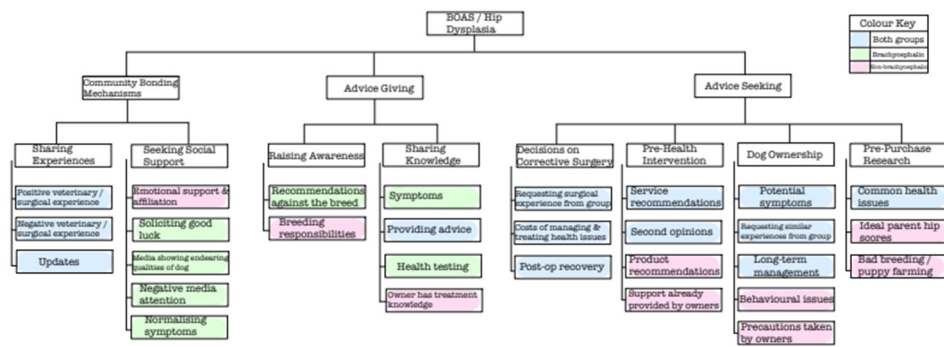 BOAS / Hip
Dysplasia
Colour Key
Both groups
Brachycephalic
Non-brachycephalic
Community Bonding
Mechanisms
Advice Giving
Advice Seeking
Sharing
Experiences
Seeking Social
Support
Raising Awareness
Sharing
Knowledge
Decisions on
Corrective Surgery
Pre-Health
Intervention
Dog Ownership
Pre-Purchase
Research
Positive veterinary /
surgical experience
Negative veterinary /
surgical experience
Updates
Emotional support &
affiliation
Soliciting good
luck
Media showing endearing
qualities of dog
Negative media
attention
Normalising
symptoms
Recommendations
against the breed
Breeding
responsibilities
Symptoms
Providing advice
Health testing
Owner has treatment
knowledge
Requesting surgical
experience from group
Costs of managing &
treating health issues
Post-op recovery
Service
recommendations
Second opinions
Product
recommendations
Support already
provided by owners
Potential
symptoms
Requesting similar
experiences from group
Long-term
management
Behavioural issues
Precautions taken
by owners
Common health
issues
Ideal parent hip
scores
Bad breeding /
puppy farming